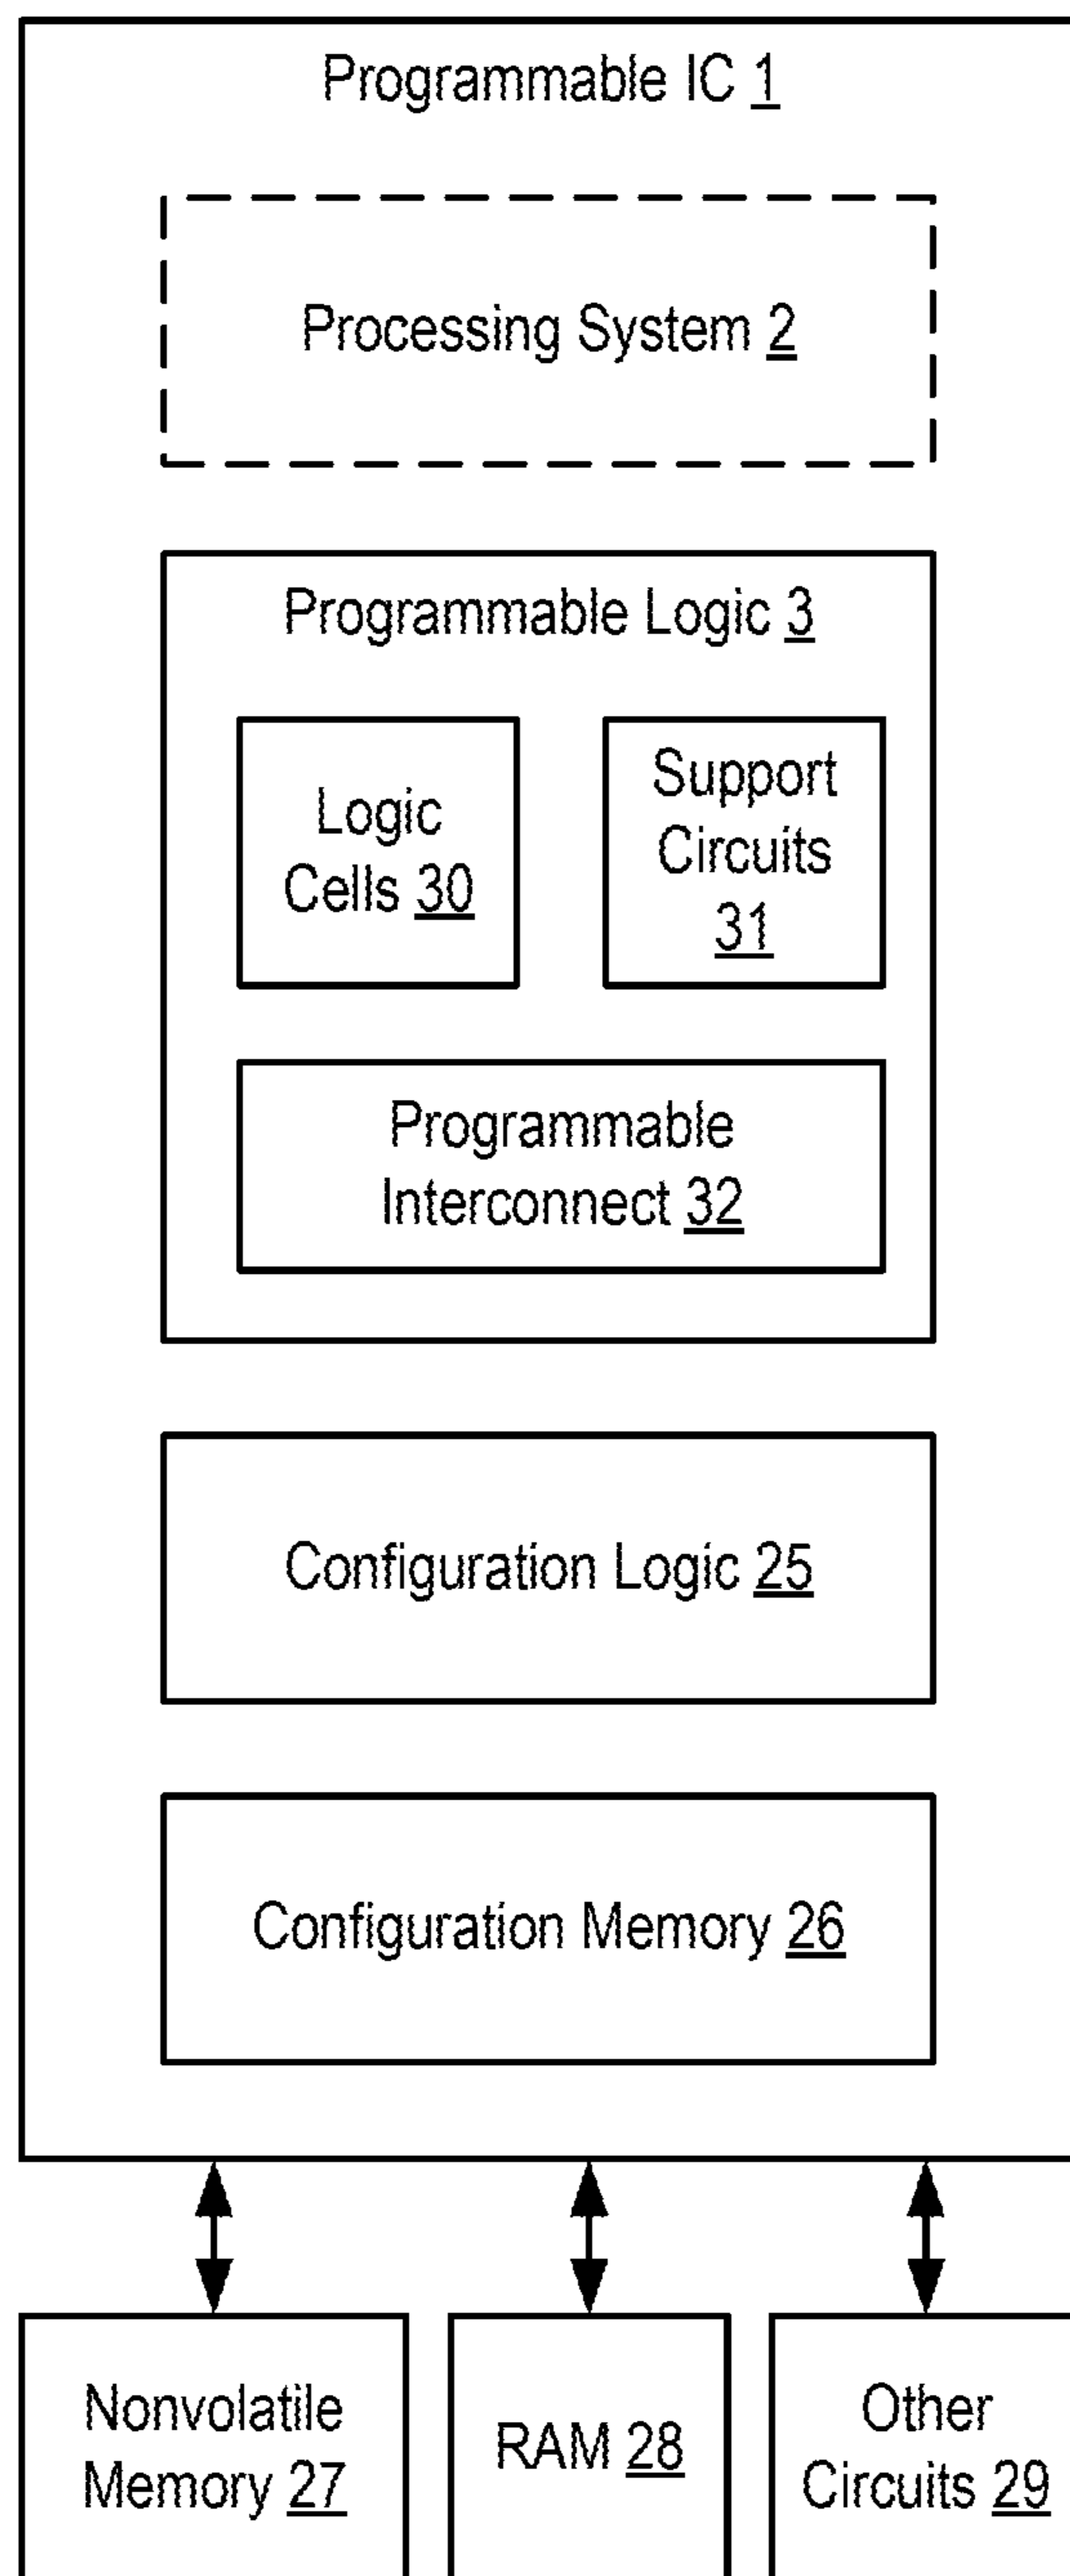 Programmable IC 1
Processing System 2
Programmable Logic 3
Logic
Cells 30
Support
Circuits
31
Programmable
Interconnect 32
Configuration Logic 25
Configuration Memory 26
Nonvolatile
Memory 27
RAM 28
Other
Circuits 29